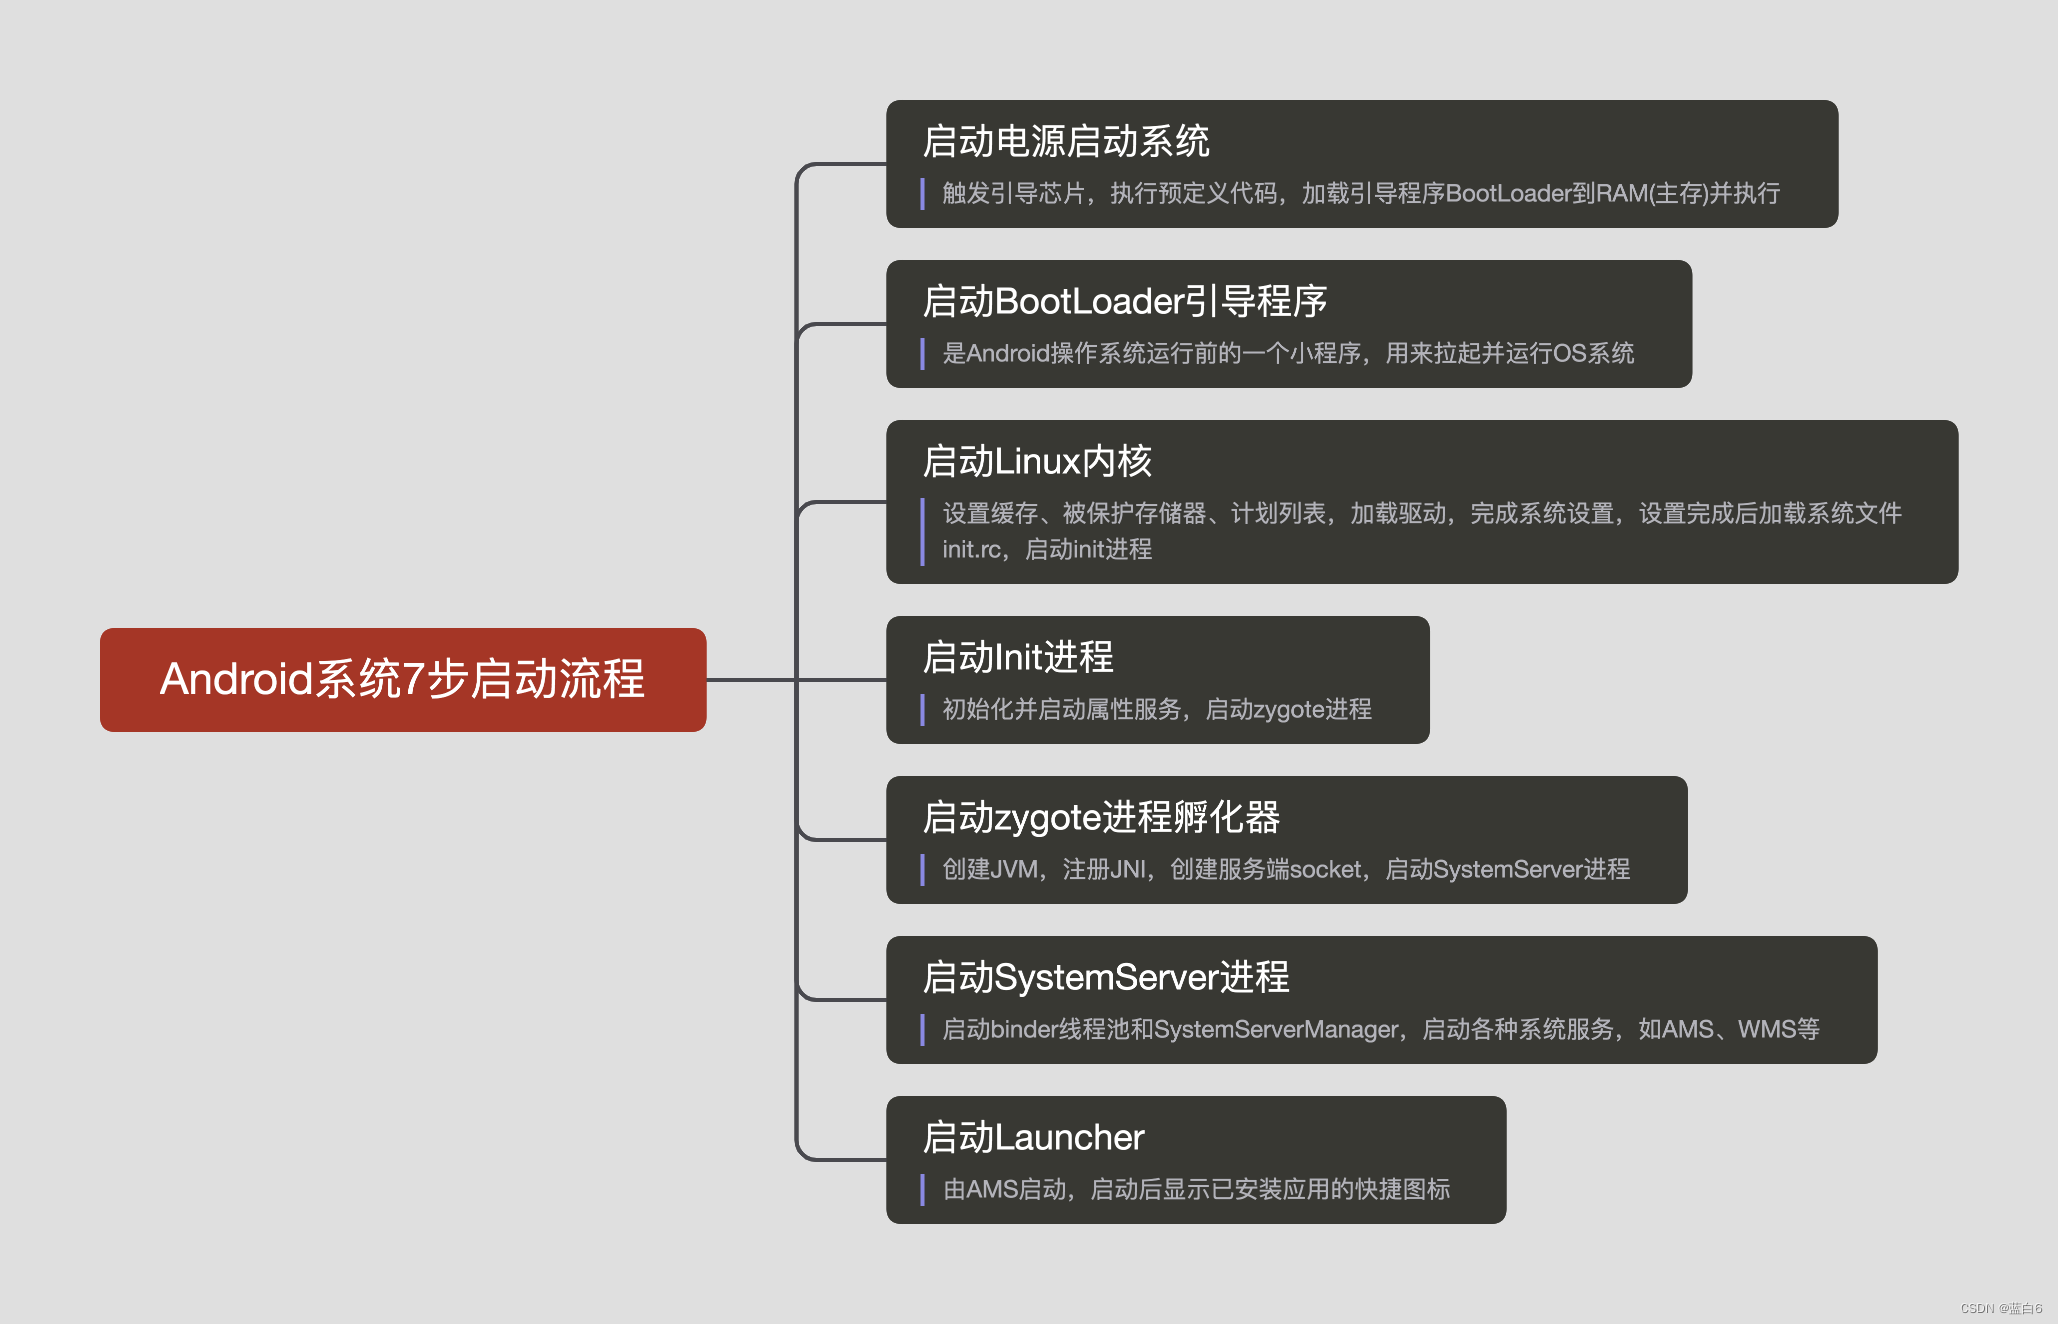 Android系统7步启动流程
启动电源启动系统
触发引导芯片，执行预定义代码，加载引导程序BootLoader到RAM(主存)并执行
启动BootLoader引导程序
是Android操作系统运行前的一个小程序，用来拉起并运行OS系统
启动Linux内核
设置缓存、被保护存储器、计划列表，加载驱动，完成系统设置，设置完成后加载系统文件
init.rc，启动init进程
启动Init进程
初始化并启动属性服务，启动zygote进程
启动zygote进程孵化器
创建JVM，注册JNI，创建服务端socket，启动SystemServer进程
启动SystemServer进程
启动binder线程池和SystemServerManager，启动各种系统服务，如AMS、WMS等
启动Launcher
由AMS启动，启动后显示已安装应用的快捷图标
CSDN @蓝白6